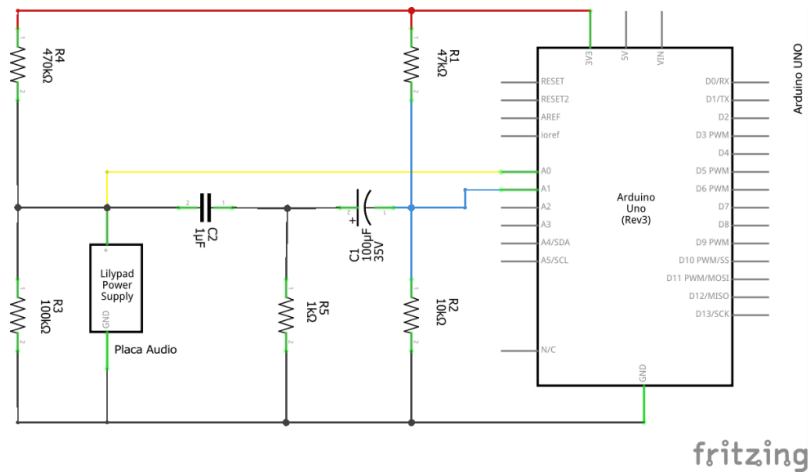 R4
470kΩ
R1
47kΩ
3V3
5V
VIN
Arduino UNO
RESET
RESET2
AREF
ioref
A0
A1
A2
A3
A4/SDA
A5/SCL
N/C
D0/RX
D1/TX
D2
D3 PWM
D4
D5 PWM
D6 PWM
D7
D8
D9 PWM
D10 PWM/SS
D11 PWM/MOSI
D12/MISO
D13/SCK
GND
Arduino
Uno
(Rev3)
C2
1µF
+
C1
100µF
35V
Lilypad
Power
Supply
+
GND
Placa Audio
R3
100kΩ
R5
1kΩ
R2
10kΩ
fritzing